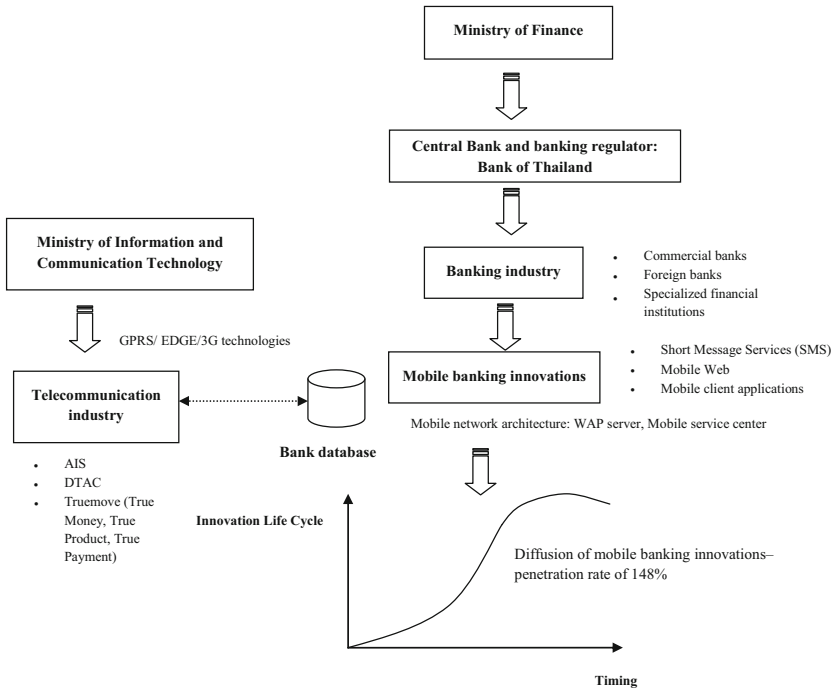 Ministry of Finance
Central Bank and banking regulator:
Bank of Thailand
Ministry of Information and
Communication Technology
Banking industry
• Commercial banks
• Foreign banks
• Specialized financial
institutions
GPRS/ EDGE/3G technologies
Telecommunication
industry
Mobile banking innovations
• Short Message Services (SMS)
• Mobile Web
• Mobile client applications
Mobile network architecture: WAP server, Mobile service center
Bank database
• AIS
• DTAC
• Truemove (True
Money, True
Product, True
Payment)
Innovation Life Cycle
Diffusion of mobile banking innovations–
penetration rate of 148%
Timing